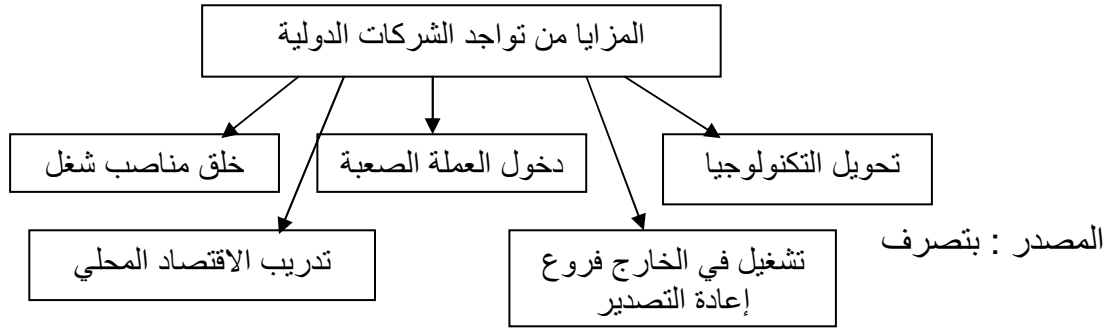 المزايا من تواجد الشركات الدولية
تحويل التكنولوجيا
دخول العملة الصعبة
خلق مناصب شغل
المصدر : بتصرف
تشغيل في الخارج فروع
إعادة التصدير
تدريب الاقتصاد المحلي